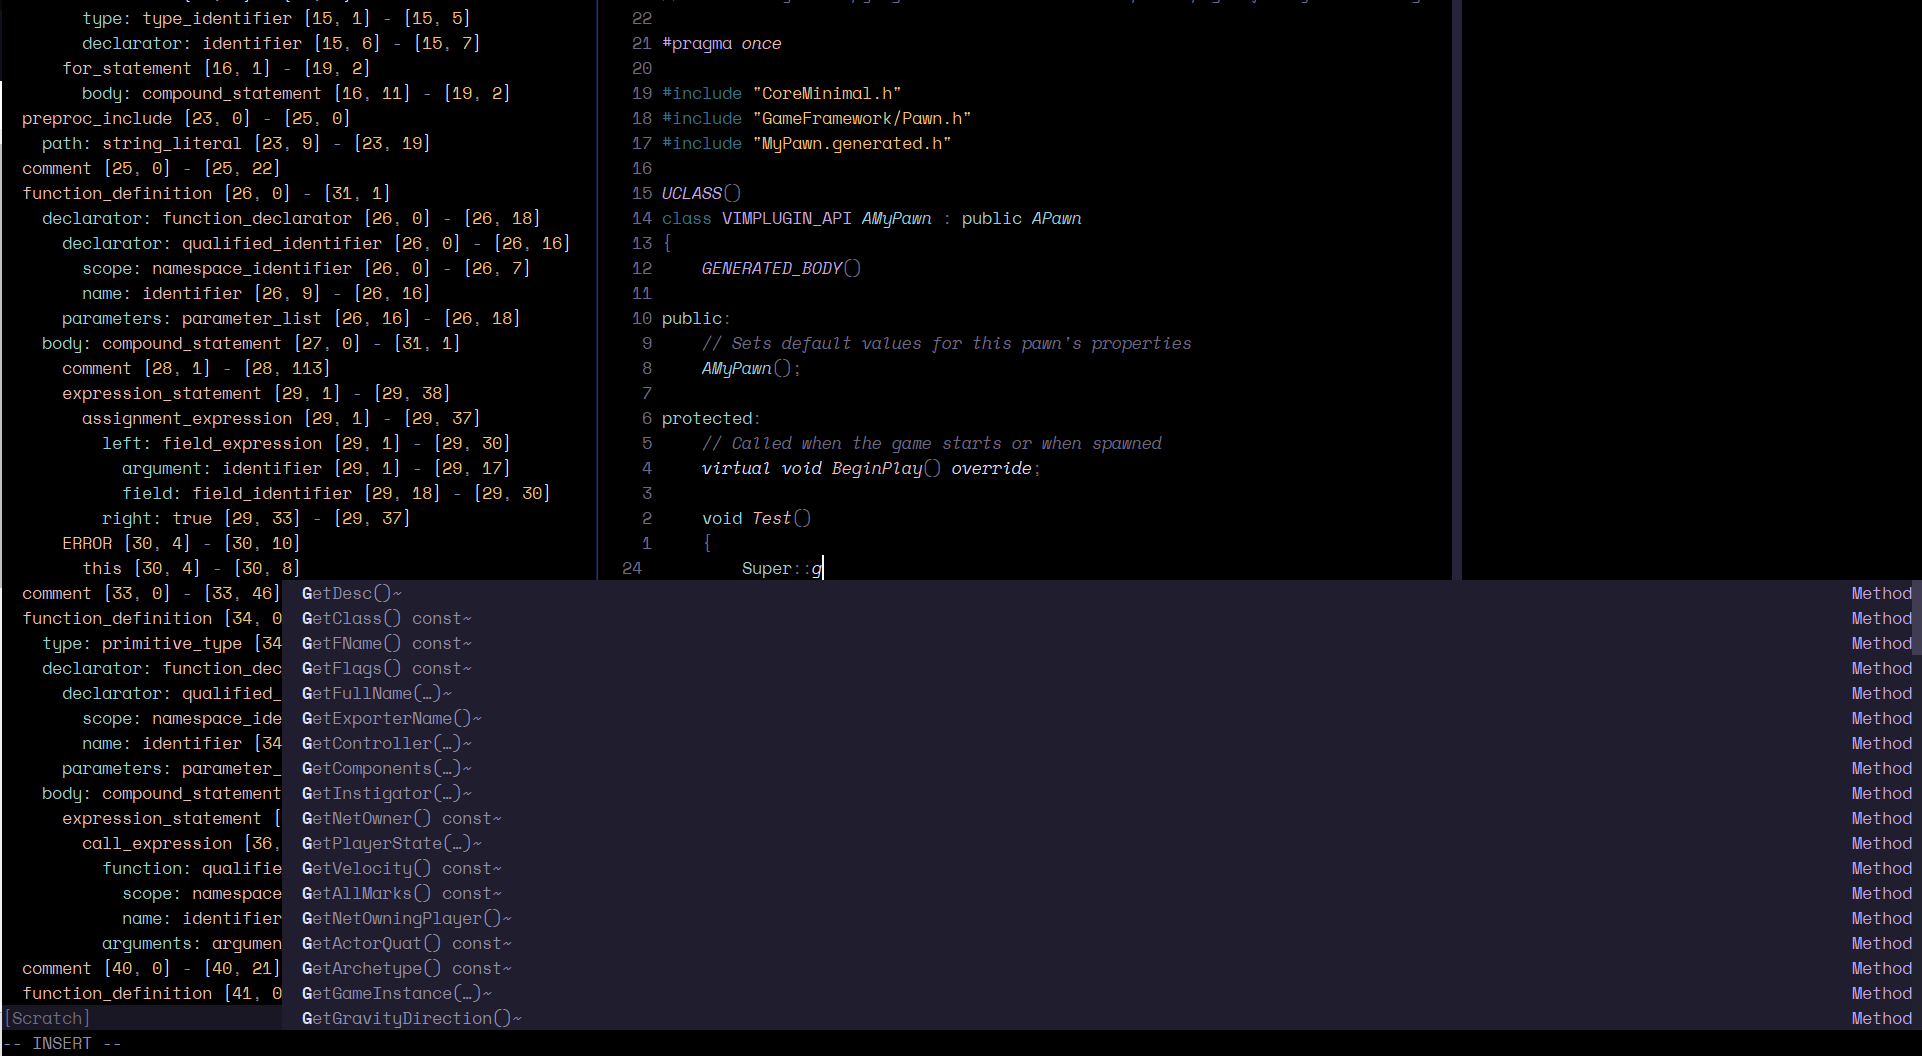 type: type_identifier [15, 1] - [15, 5]
declarator: identifier [15, 6] - [15, 7]
for_statement [16, 1] - [19, 2]
body: compound_statement [16, 11] - [19, 2]
preproc_include [23, 0] - [25, 0]
path: string_literal [23, 9] - [23, 19]
comment [25, 0] - [25, 22]
function_definition [26, 0] - [31, 1]
declarator: function_declarator [26, 0] - [26, 18]
declarator: qualified_identifier [26, 0] - [26, 16]
scope: namespace_identifier [26, 0] - [26, 7]
name: identifier [26, 9] - [26, 16]
parameters: parameter_list [26, 16] - [26, 18]
body: compound_statement [27, 0] - [31, 1]
comment [28, 1] - [28, 113]
expression_statement [29, 1] - [29, 38]
assignment_expression [29, 1] - [29, 37]
left: field_expression [29, 1] - [29, 30]
argument: identifier [29, 1] - [29, 17]
field: field_identifier [29, 18] - [29, 30]
right: true [29, 33] - [29, 37]
ERROR [30, 4] - [30, 10]
this [30, 4] - [30, 8]
comment [33, 0] - [33, 46]
function_definition [34, 0
type: primitive_type [34
declarator: function_dec
declarator: qualified_
scope: namespace_ide
name: identifier [34
parameters: parameter_
body: compound_statement
expression_statement [
call_expression [36,
function: qualifie
scope: namespace
name: identifier
arguments: argumen
comment [40, 0] - [40, 21]
function_definition [41, 0
[Scratch]
-- INSERT --
22
21 #pragma once
20
19 #include "CoreMinimal.h"
18 #include "GameFramework/Pawn.h"
17 #include "MyPawn.generated.h"
16
15 UCLASS()
14 class VIMPLUGIN_API AMyPawn : public APawn
13 {
12 GENERATED_BODY()
11
10 public:
9 // Sets default values for this pawn's properties
8 AMyPawn();
7
6 protected:
5 // Called when the game starts or when spawned
4 virtual void BeginPlay() override;
3
2 void Test()
1 {
24 Super::g
GetDesc()~ Method
GetClass() const~ Method
GetFName() const~ Method
GetFlags() const~ Method
GetFullName(…)~ Method
GetExporterName()~ Method
GetController(…)~ Method
GetComponents(…)~ Method
GetInstigator(…)~ Method
GetNetOwner() const~ Method
GetPlayerState(…)~ Method
GetVelocity() const~ Method
GetAllMarks() const~ Method
GetNetOwningPlayer()~ Method
GetActorQuat() const~ Method
GetArchetype() const~ Method
GetGameInstance(…)~ Method
GetGravityDirection()~ Method